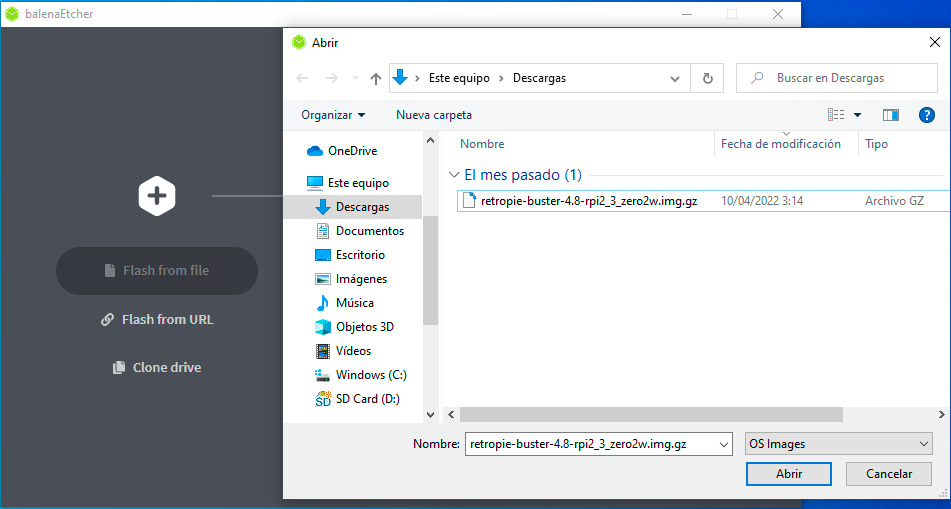 balenaEtcher
Flash from file
Flash from URL
Clone drive
Abrir
Este equipo
Descargas
Buscar en Descargas
Organizar
Nueva carpeta
?
OneDrive
Este equipo
Descargas
Documentos
Escritorio
Imágenes
Música
Objetos 3D
Vídeos
Windows (C:)
SD Card (D:)
Nombre
Fecha de modificación
Tipo
El mes pasado (1)
retropie-buster-4.8-rpi2_3_zero2w.img.gz 10/04/2022 3:14 Archivo GZ
Nombre: retropie-buster-4.8-rpi2_3_zero2w.img.gz OS Images
Abrir Cancelar